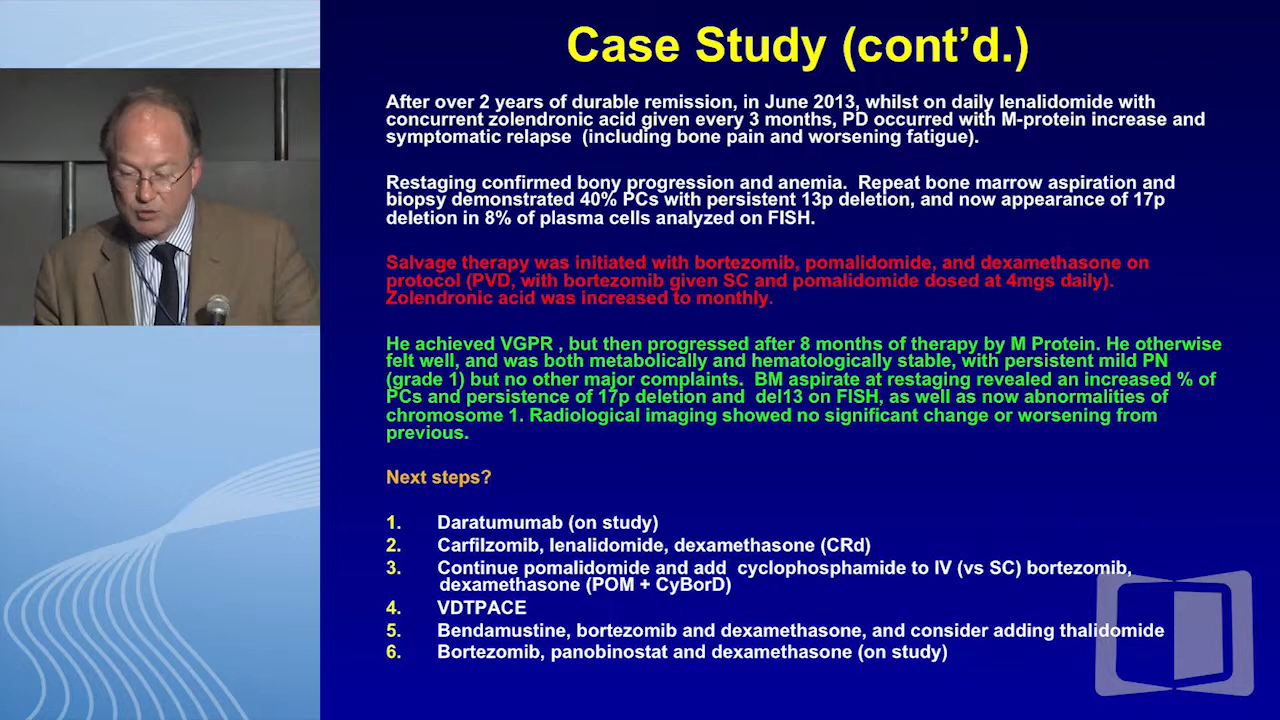 Case Study (cont’d.)
After over 2 years of durable remission, in June 2013, whilst on daily lenalidomide with
concurrent zolendronic acid given every 3 months, PD occurred with M-protein increase and
symptomatic relapse (including bone pain and worsening fatigue).
Restaging confirmed bony progression and anemia. Repeat bone marrow aspiration and
biopsy demonstrated 40% PCs with persistent 13p deletion, and now appearance of 17p
deletion in 8% of plasma cells analyzed on FISH.
Salvage therapy was initiated with bortezomib, pomalidomide, and dexamethasone on
protocol (PVD, with bortezomib given SC and pomalidomide dosed at 4mgs daily).
Zolendronic acid was increased to monthly.
He achieved VGPR , but then progressed after 8 months of therapy by M Protein. He otherwise
felt well, and was both metabolically and hematologically stable, with persistent mild PN
(grade 1) but no other major complaints. BM aspirate at restaging revealed an increased % of
PCs and persistence of 17p deletion and del13 on FISH, as well as now abnormalities of
chromosome 1. Radiological imaging showed no significant change or worsening from
previous.
Next steps?
1. Daratumumab (on study)
2. Carfilzomib, lenalidomide, dexamethasone (CRd)
3. Continue pomalidomide and add cyclophosphamide to IV (vs SC) bortezomib,
dexamethasone (POM + CyBorD)
4. VDTPACE
5. Bendamustine, bortezomib and dexamethasone, and consider adding thalidomide
6. Bortezomib, panobinostat and dexamethasone (on study)